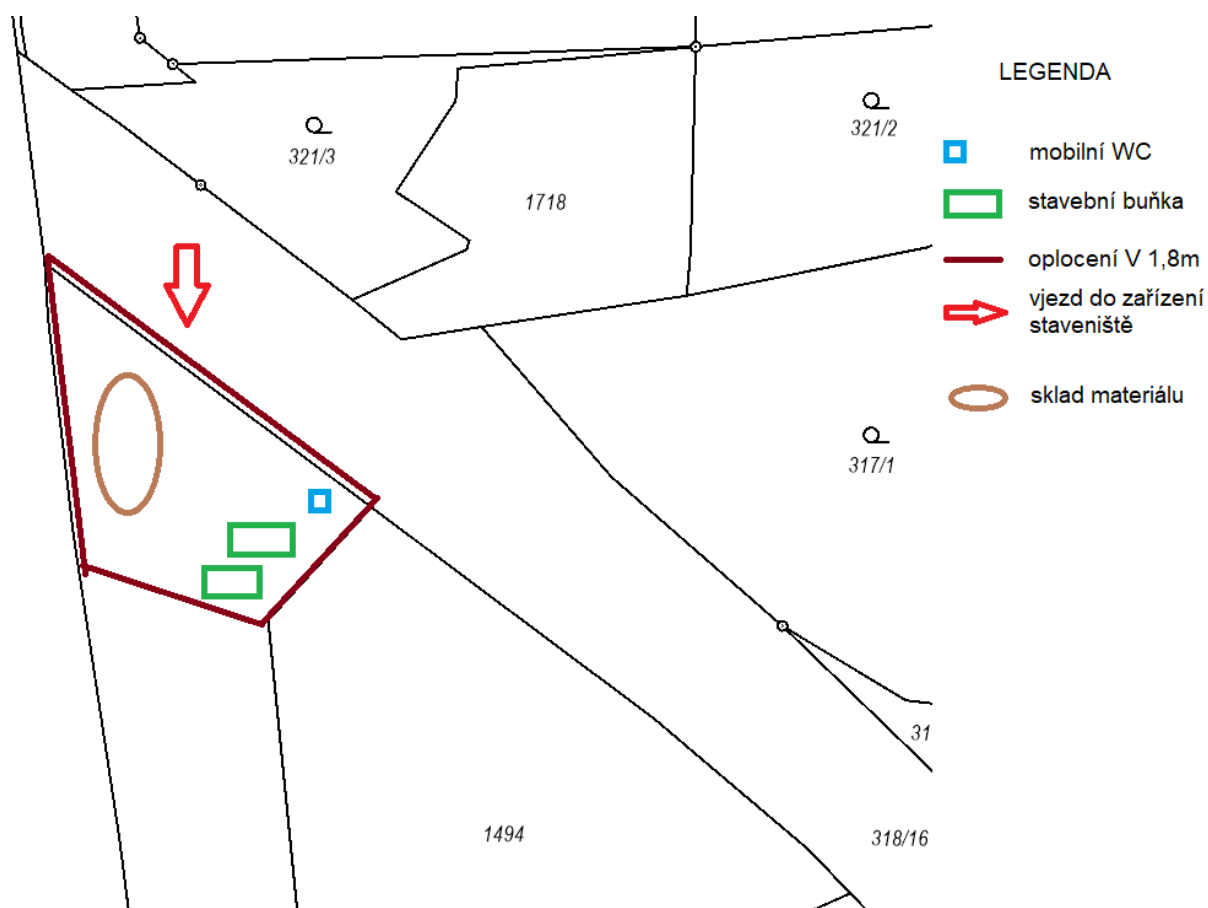 LEGENDA
321/3
321/2
mobilní WC
1718
stavební buňka
oplocení V 1,8m
vjezd do zařízení
staveniště
sklad materiálu
317/1
31
1494
318/16